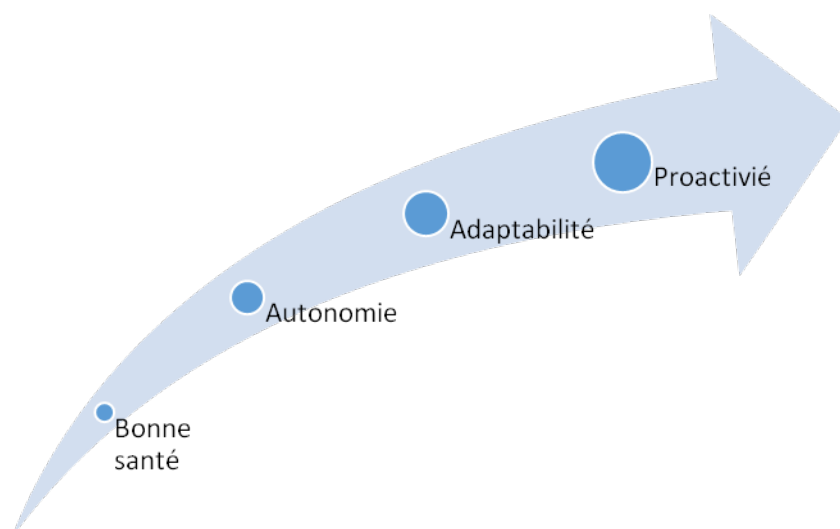 Proactivié
Adaptabilité
Autonomie
Bonne
santé